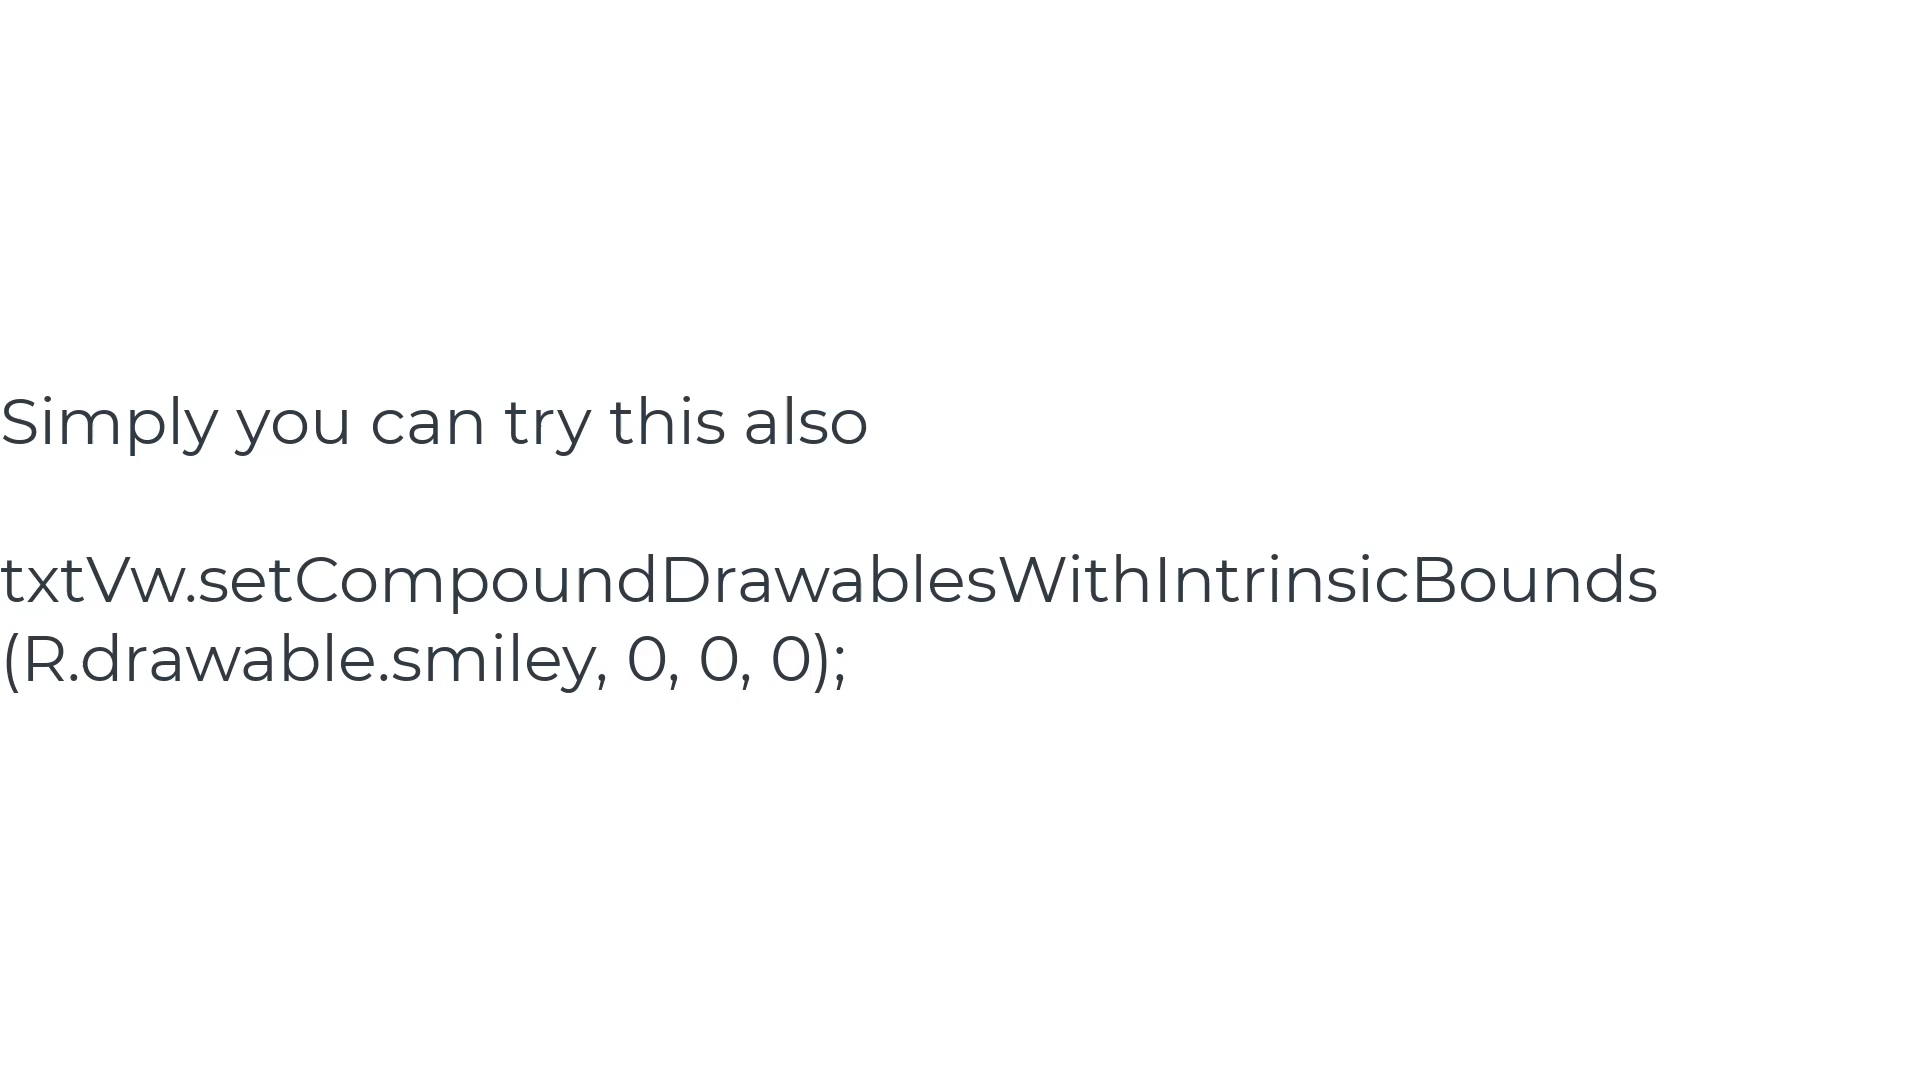 Simply you can try this also
txtVw.setCompoundDrawablesWithIntrinsicBounds
(R.drawable.smiley, 0, 0, 0);